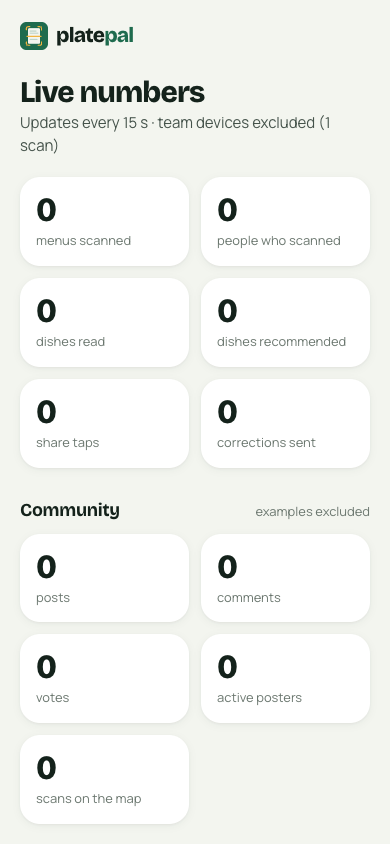 platepal
Live numbers
Updates every 15 s · team devices excluded (1
scan)
0
menus scanned
0
people who scanned
0
dishes read
0
dishes recommended
0
share taps
0
corrections sent
Community
examples excluded
0
posts
0
comments
0
votes
0
active posters
0
scans on the map